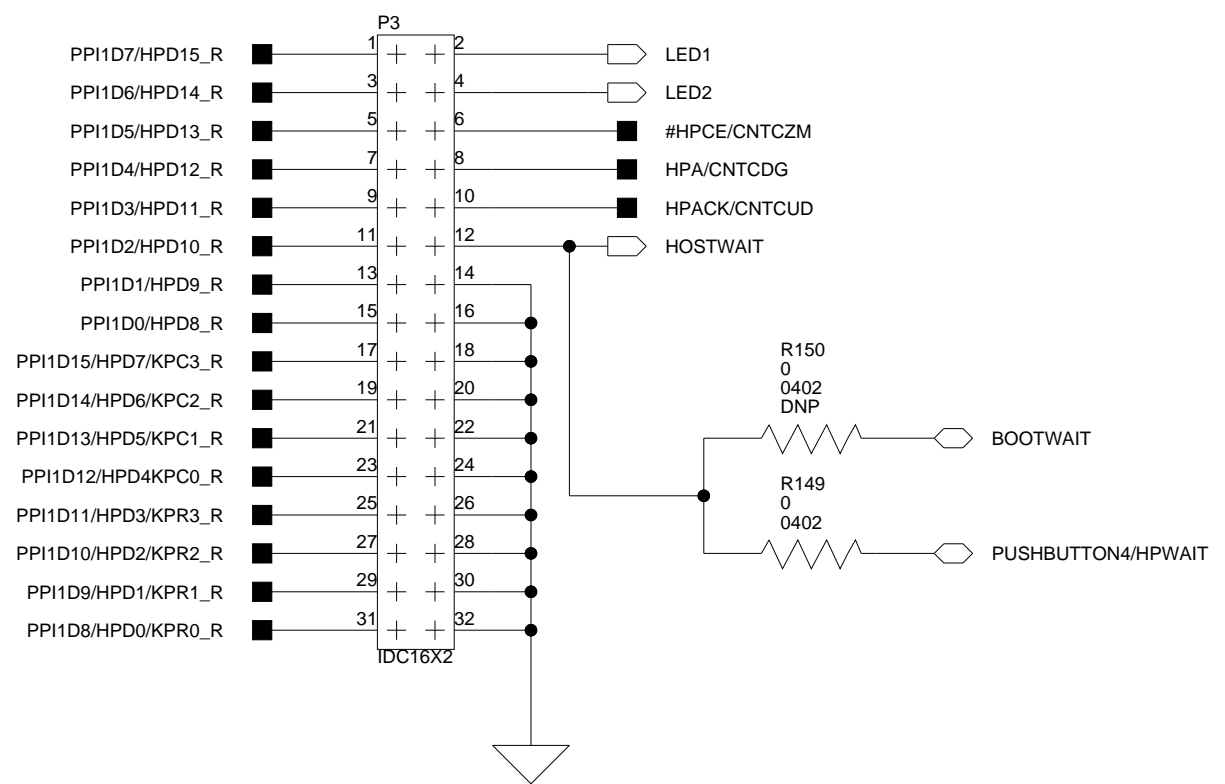 P3
PPI1D7/HPD15_R 1 2 LED1
PPI1D6/HPD14_R 3 4 LED2
PPI1D5/HPD13_R 5 6 #HPCE/CNTCZM
PPI1D4/HPD12_R 7 8 HPA/CNTCDG
PPI1D3/HPD11_R 9 10 HPACK/CNTCUD
PPI1D2/HPD10_R 11 12 HOSTWAIT
PPI1D1/HPD9_R 13 14
PPI1D0/HPD8_R 15 16
PPI1D15/HPD7/KPC3_R 17 18
PPI1D14/HPD6/KPC2_R 19 20
PPI1D13/HPD5/KPC1_R 21 22
PPI1D12/HPD4KPC0_R 23 24
PPI1D11/HPD3/KPR3_R 25 26
PPI1D10/HPD2/KPR2_R 27 28
PPI1D9/HPD1/KPR1_R 29 30
PPI1D8/HPD0/KPR0_R 31 32
IDC16X2
R150
0
0402
DNP
BOOTWAIT
R149
0
0402
PUSHBUTTON4/HPWAIT